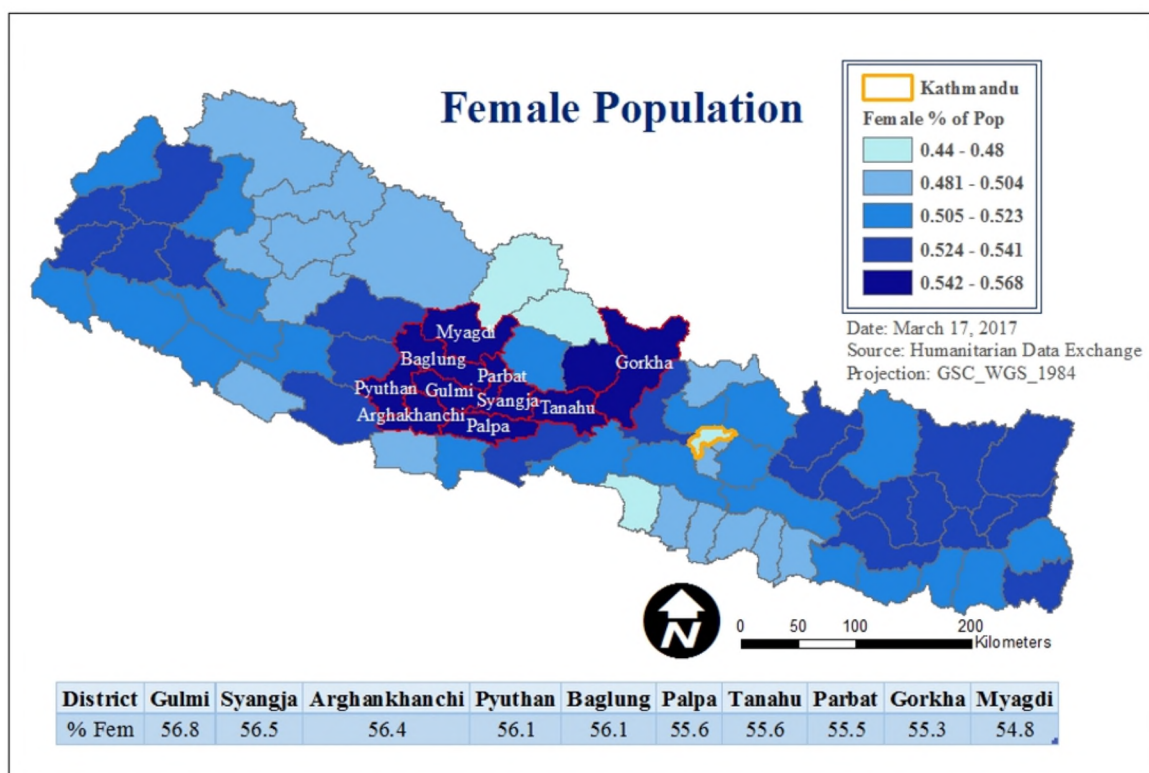 Female Population
Kathmandu
Female % of Pop
0.44 - 0.48
0.481 - 0.504
0.505 - 0.523
0.524 - 0.541
0.542 - 0.568
Date: March 17, 2017
Source: Humanitarian Data Exchange
Projection: GSC_WGS_1984
Myagdi
Baglung
Gorkha
Parbat
Pyuthan
Gulmi
Syangja
Tanahu
Arghakhanchi
Palpa
N
0 50 100 200
Kilometers
District Gulmi Syangja Arghankhanchi Pyuthan Baglung Palpa Tanahu Parbat Gorkha Myagdi
% Fem 56.8 56.5 56.4 56.1 56.1 55.6 55.6 55.5 55.3 54.8